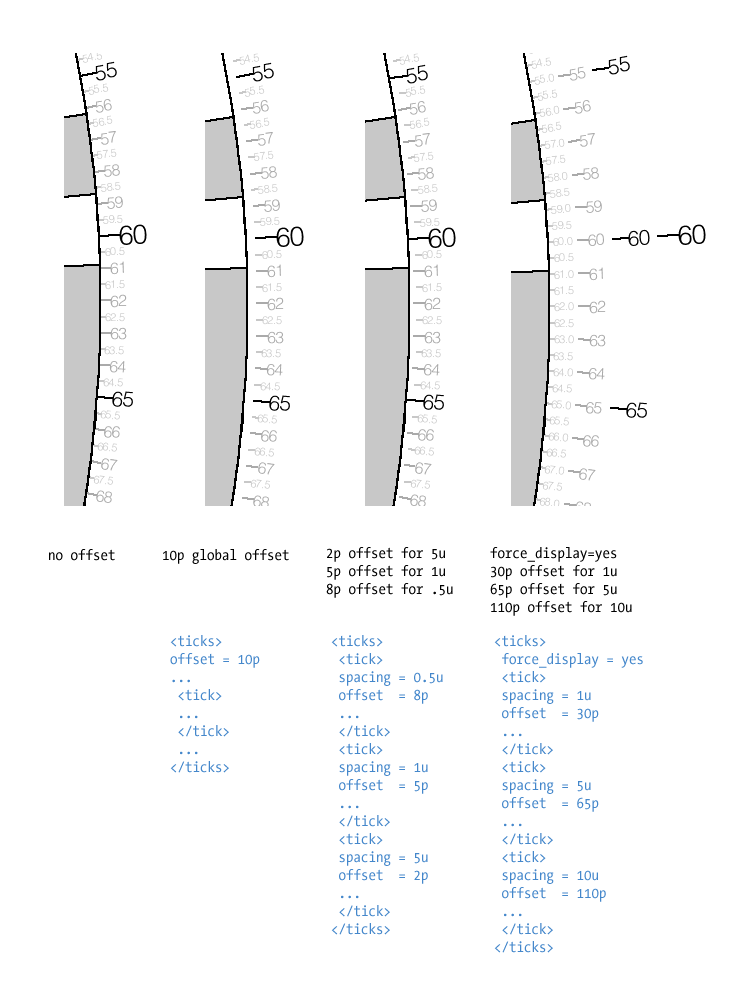 54.5
55
55.5
56
56.5
57
57.5
58
58.5
59
59.5
60
60.5
61
61.5
62
62.5
63
63.5
64
64.5
65
65.5
66
66.5
67
67.5
68
54.5
55
55.5
56
56.5
57
57.5
58
58.5
59
59.5
60
60.5
61
61.5
62
62.5
63
63.5
64
64.5
65
65.5
66
66.5
67
67.5
68
54.5
55
55.5
56
56.5
57
57.5
58
58.5
59
59.5
60
60.5
61
61.5
62
62.5
63
63.5
64
64.5
65
65.5
66
66.5
67
67.5
68
54.5
55.0 55 55
55.5
56.0 56
56.5
57.0 57
57.5
58.0 58
58.5
59.0 59
59.5
60.0 60 60 60
60.5
61.0 61
61.5
62.0 62
62.5
63.0 63
63.5
64.0 64
64.5
65.0 65 65
65.5
66.0 66
66.5
67.0 67
67.5
no offset
10p global offset
2p offset for 5u
5p offset for 1u
8p offset for .5u
force_display=yes
30p offset for 1u
65p offset for 5u
110p offset for 10u
<ticks>
offset = 10p
...
<tick>
...
</tick>
...
</ticks>
<ticks>
<tick>
spacing = 0.5u
offset  = 8p
...
</tick>
<tick>
spacing = 1u
offset  = 5p
...
</tick>
<tick>
spacing = 5u
offset  = 2p
...
</tick>
</ticks>
<ticks>
force_display = yes
<tick>
spacing = 1u
offset  = 30p
...
</tick>
<tick>
spacing = 5u
offset  = 65p
...
</tick>
<tick>
spacing = 10u
offset  = 110p
...
</tick>
</ticks>